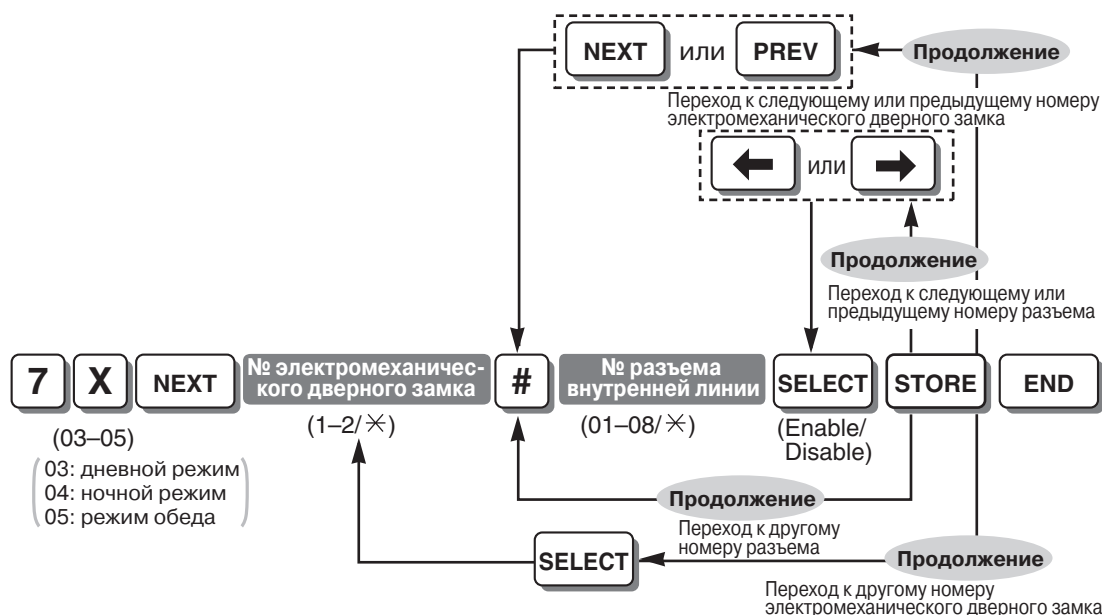 NEXT или PREV
Продолжение
Переход к следующему или предыдущему номеру
электромеханического дверного замка
← или →
Продолжение
Переход к следующему или
предыдущему номеру разъема
7 X NEXT
№ электромеханичес-
кого дверного замка
#
№ разъема
внутренней линии
SELECT STORE END
(03–05)
(1–2/✳)
(01–08/✳)
(Enable/
Disable)
03: дневной режим
04: ночной режим
05: режим обеда
Продолжение
Переход к другому
номеру разъема
SELECT
Продолжение
Переход к другому номеру
электромеханического дверного замка